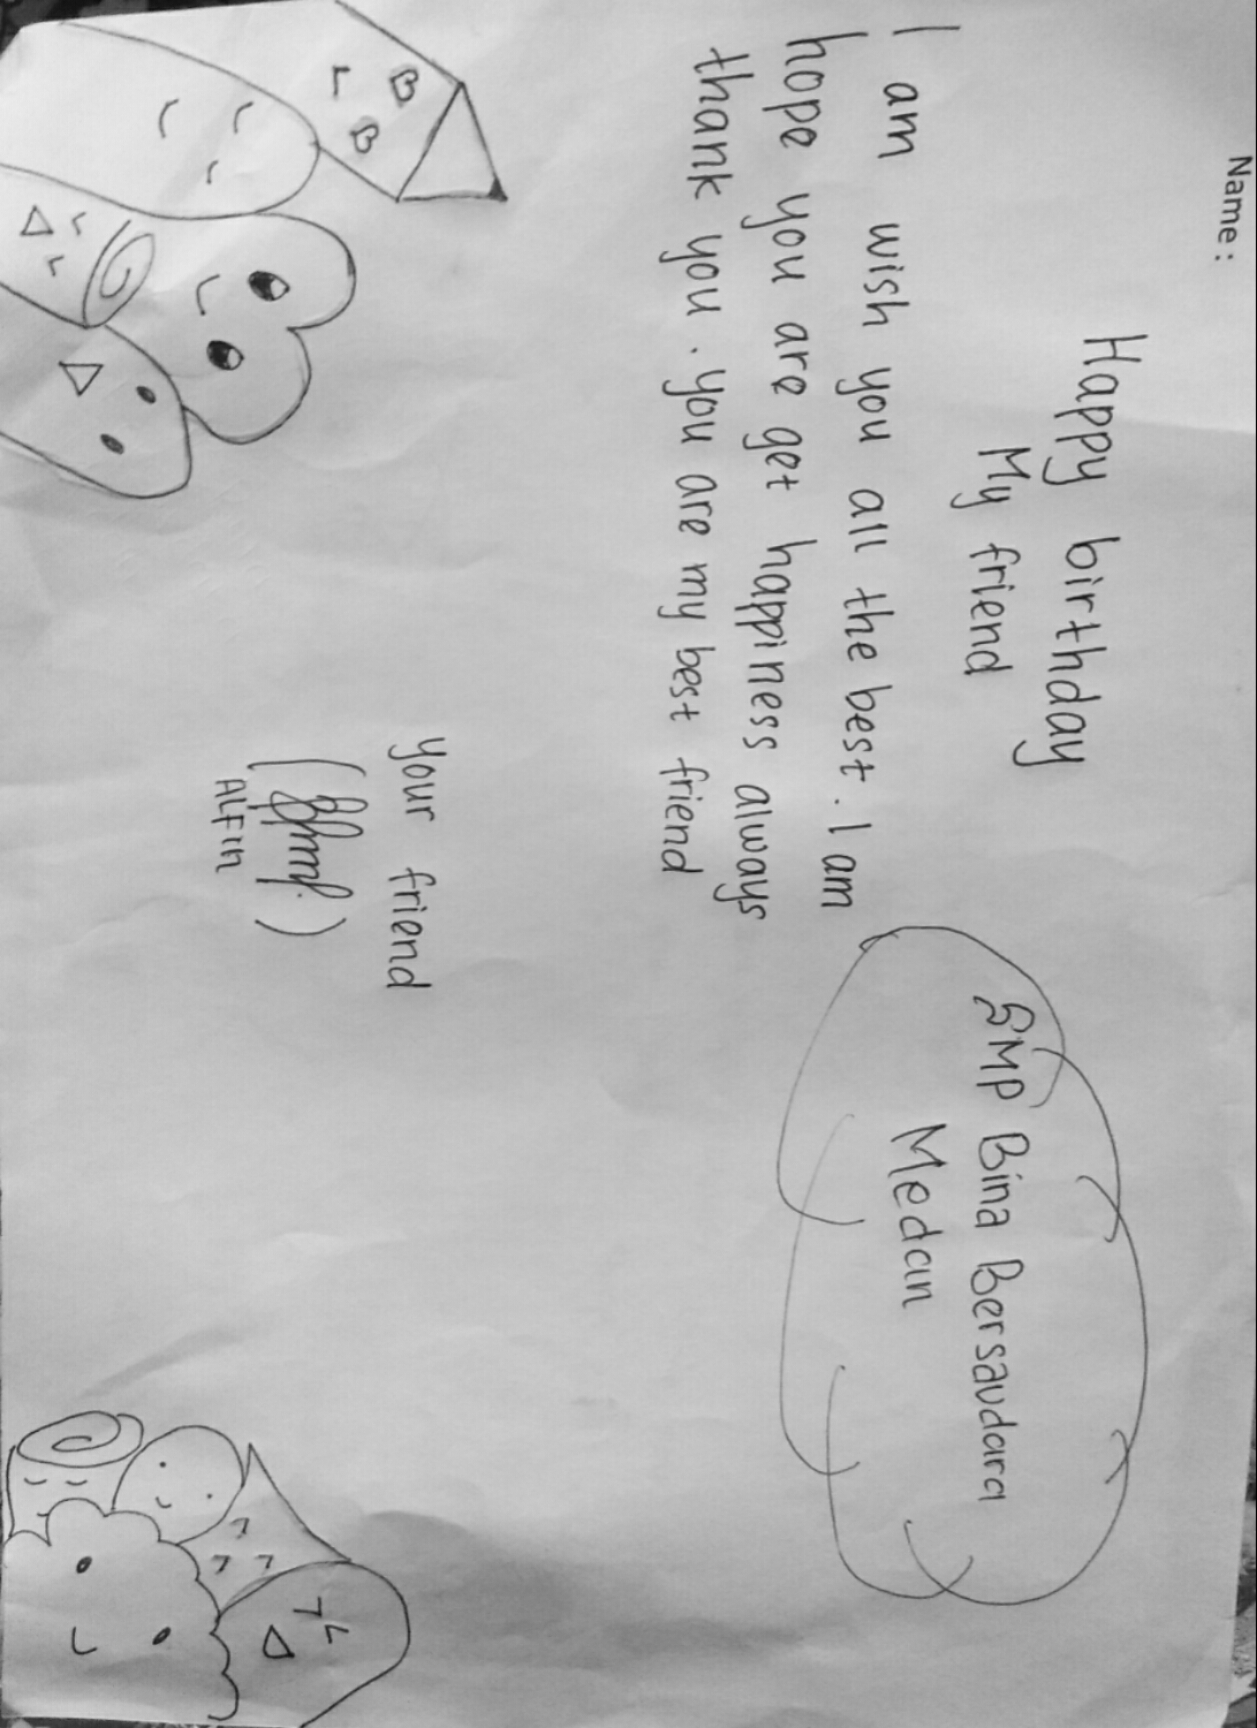 Name :
Happy birthday
My friend
I am wish you all the best. I am
hope you are get happiness always
thank you. you are my best friend
SMP Bina Bersaudara
Medan
your friend
ALFIN